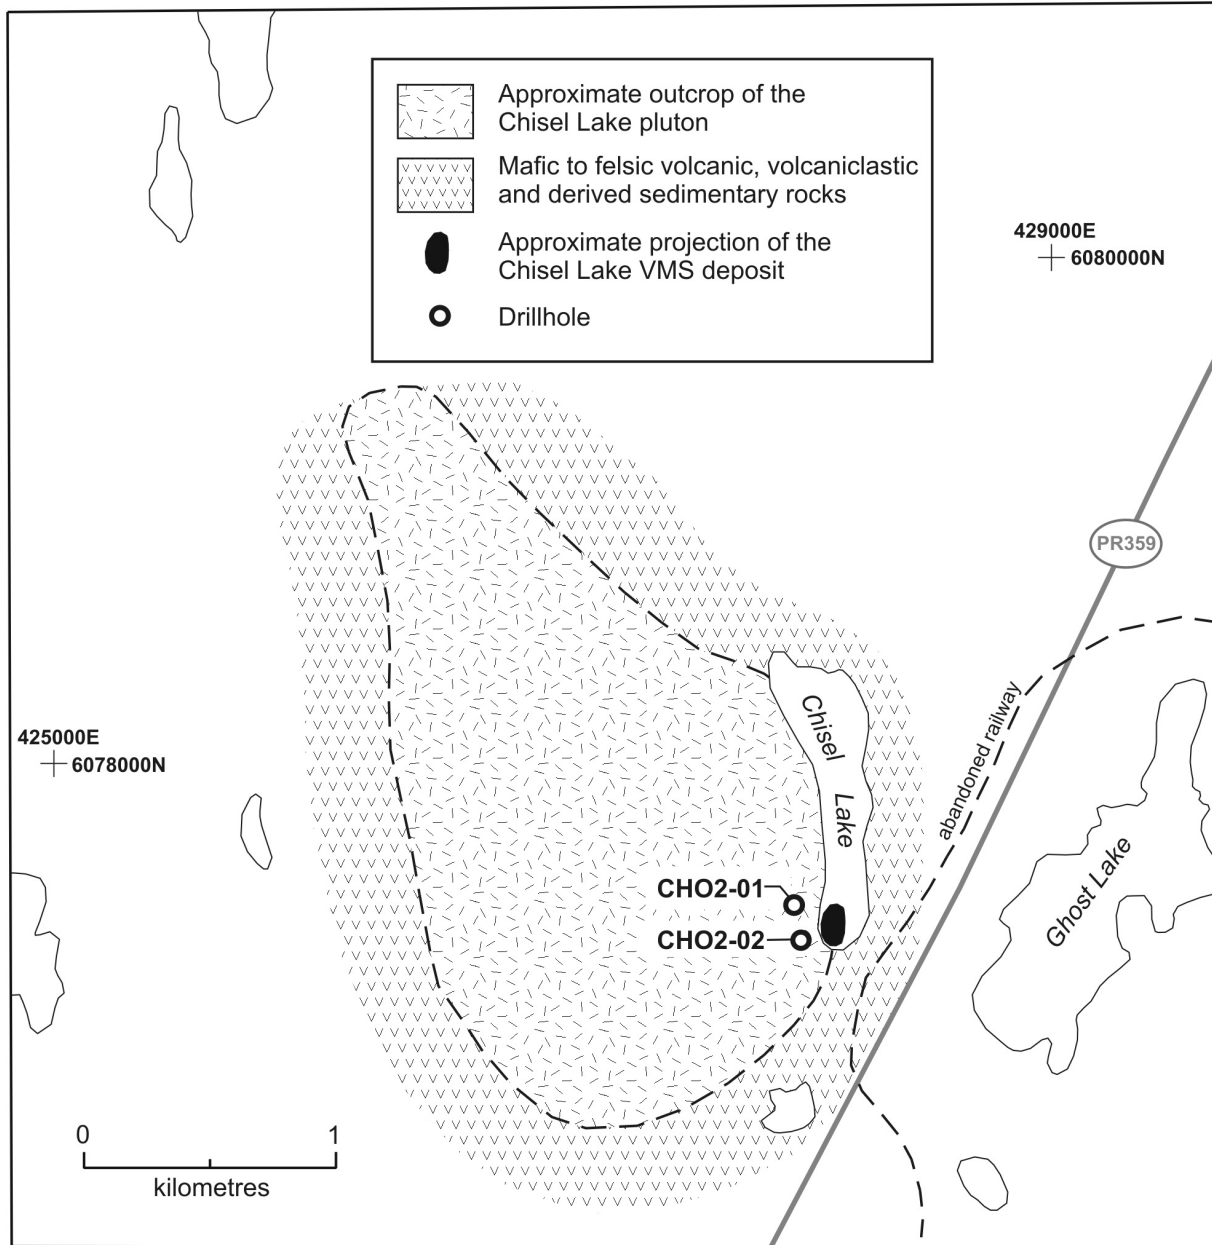 Approximate outcrop of the
Chisel Lake pluton
Mafic to felsic volcanic, volcaniclastic
and derived sedimentary rocks
Approximate projection of the
Chisel Lake VMS deposit
Drillhole
429000E
6080000N
PR359
425000E
6078000N
Chisel
Lake
abandoned railway
Ghost Lake
CHO2-01
CHO2-02
0 1
kilometres